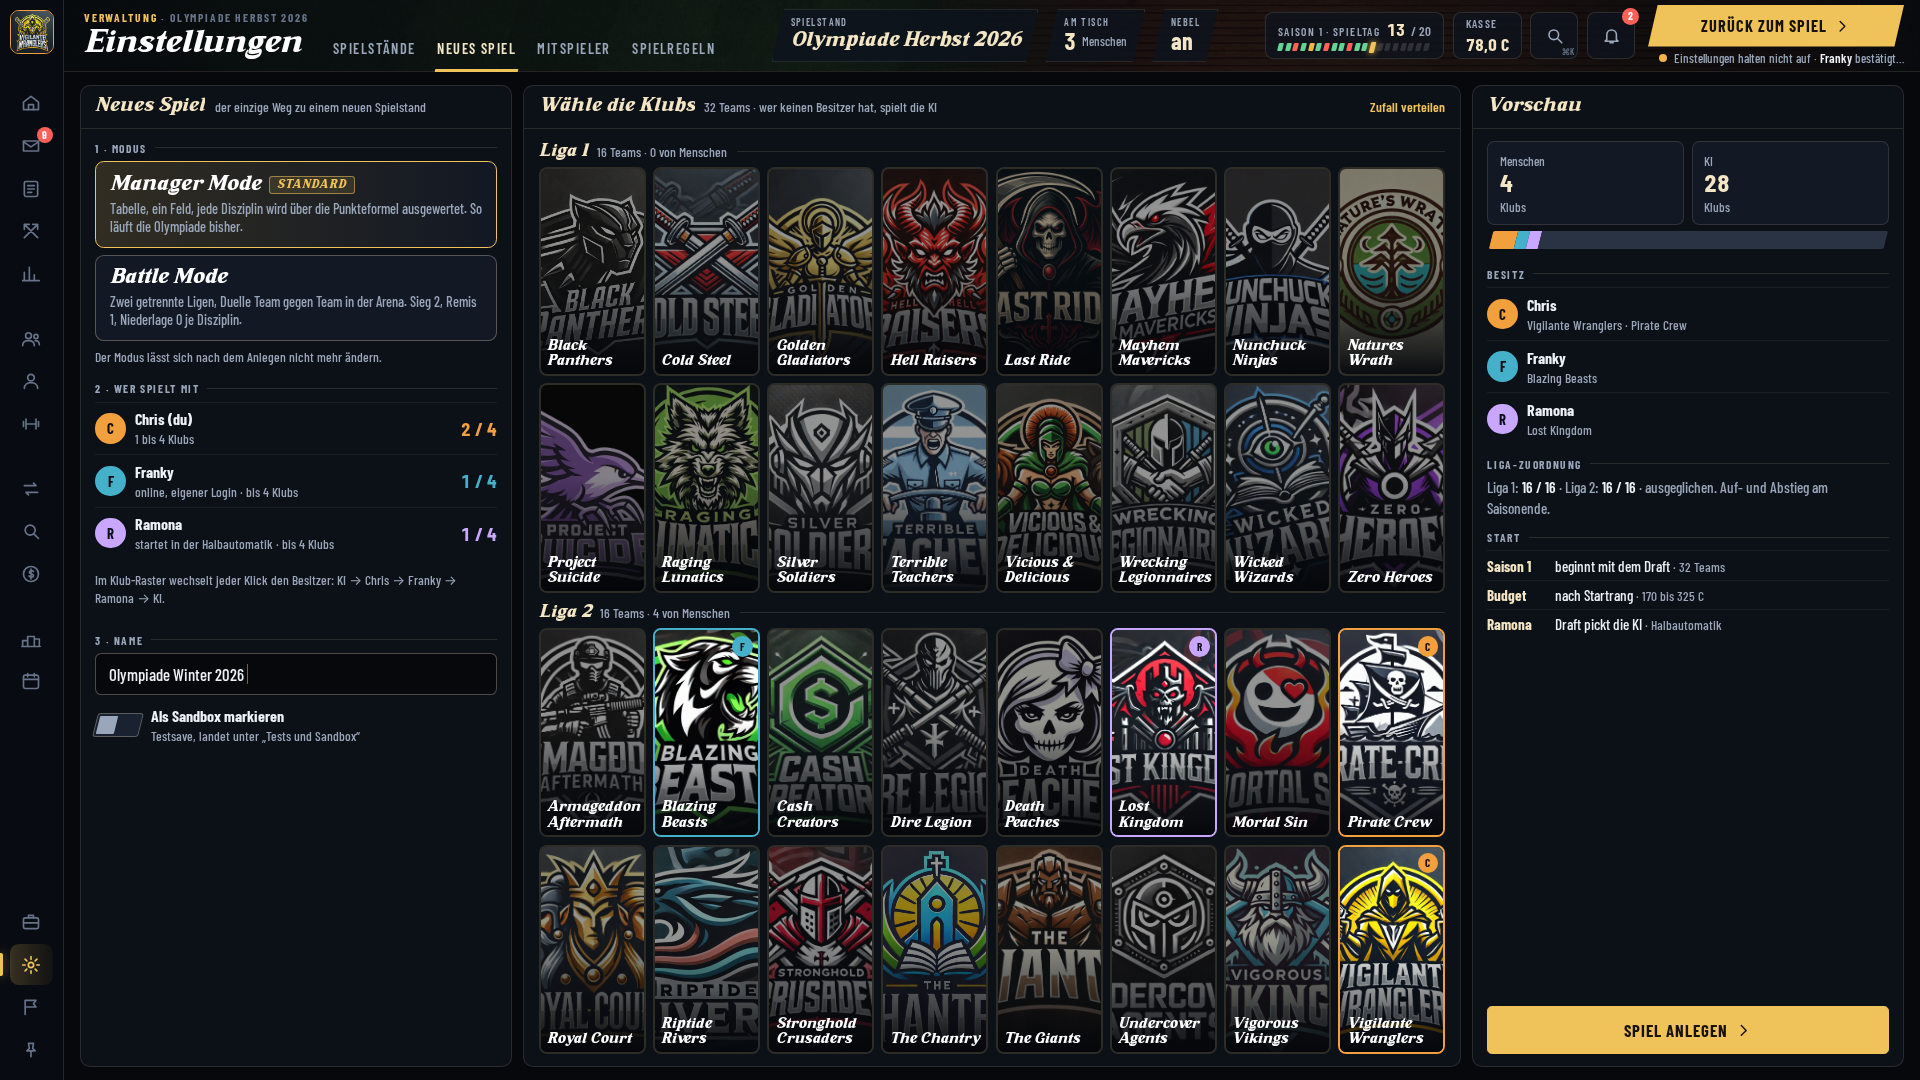 VERWALTUNG · OLYMPIADE HERBST 2026
Einstellungen
SPIELSTÄNDE
NEUES SPIEL
MITSPIELER
SPIELREGELN
SPIELSTAND
Olympiade Herbst 2026
AM TISCH
3 Menschen
NEBEL
an
SAISON 1 · SPIELTAG 13 / 20
KASSE
78,0 C
⌘K
2
ZURÜCK ZUM SPIEL
Einstellungen halten nicht auf · Franky bestätigt…
9
Neues Spiel der einzige Weg zu einem neuen Spielstand
1 · MODUS
Manager Mode STANDARD
Tabelle, ein Feld, jede Disziplin wird über die Punkteformel ausgewertet. So
läuft die Olympiade bisher.
Battle Mode
Zwei getrennte Ligen, Duelle Team gegen Team in der Arena. Sieg 2, Remis
1, Niederlage 0 je Disziplin.
Der Modus lässt sich nach dem Anlegen nicht mehr ändern.
2 · WER SPIELT MIT
C
Chris (du)
1 bis 4 Klubs
2 / 4
F
Franky
online, eigener Login · bis 4 Klubs
1 / 4
R
Ramona
startet in der Halbautomatik · bis 4 Klubs
1 / 4
Im Klub-Raster wechselt jeder Klick den Besitzer: KI → Chris → Franky →
Ramona → KI.
3 · NAME
Olympiade Winter 2026
Als Sandbox markieren
Testsave, landet unter „Tests und Sandbox“
Wähle die Klubs 32 Teams · wer keinen Besitzer hat, spielt die KI
Zufall verteilen
Liga 1 16 Teams · 0 von Menschen
Black
Panthers
Cold Steel
Golden
Gladiators
Hell Raisers
Last Ride
Mayhem
Mavericks
Nunchuck
Ninjas
Natures
Wrath
Project
Suicide
Raging
Lunatics
Silver
Soldiers
Terrible
Teachers
Vicious &
Delicious
Wrecking
Legionnaires
Wicked
Wizards
Zero Heroes
Liga 2 16 Teams · 4 von Menschen
Armageddon
Aftermath
F
Blazing
Beasts
Cash
Creators
Dire Legion
Death
Peaches
R
Lost
Kingdom
Mortal Sin
C
Pirate Crew
Royal Court
Riptide
Rivers
Stronghold
Crusaders
The Chantry
The Giants
Undercover
Agents
Vigorous
Vikings
C
Vigilante
Wranglers
Vorschau
Menschen
4
Klubs
KI
28
Klubs
BESITZ
C
Chris
Vigilante Wranglers · Pirate Crew
F
Franky
Blazing Beasts
R
Ramona
Lost Kingdom
LIGA-ZUORDNUNG
Liga 1: 16 / 16 · Liga 2: 16 / 16 · ausgeglichen. Auf- und Abstieg am
Saisonende.
START
Saison 1 beginnt mit dem Draft · 32 Teams
Budget nach Startrang · 170 bis 325 C
Ramona Draft pickt die KI · Halbautomatik
SPIEL ANLEGEN